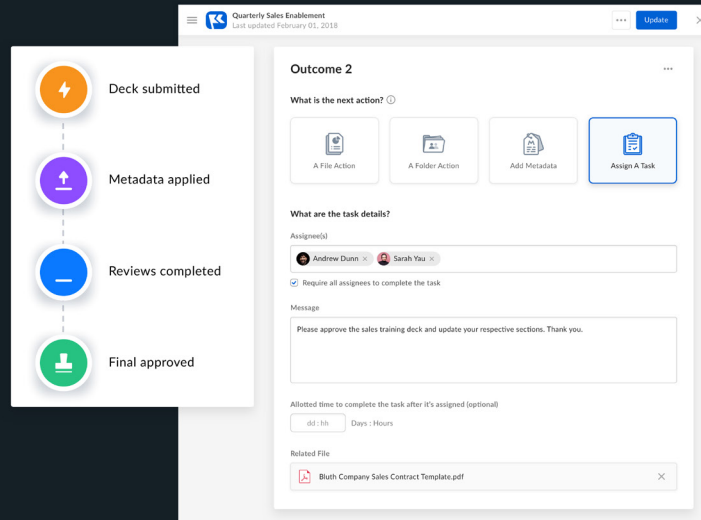 Quarterly Sales Enablement
Last updated February 01, 2018
Update
Deck submitted
Metadata applied
Reviews completed
Final approved
Outcome 2
What is the next action?
A File Action
A Folder Action
Add Metadata
Assign A Task
What are the task details?
Assignee(s)
Andrew Dunn × Sarah Yau ×
Require all assignees to complete the task
Message
Please approve the sales training deck and update your respective sections. Thank you.
Allotted time to complete the task after it's assigned (optional)
dd : hh Days : Hours
Related File
Bluth Company Sales Contract Template.pdf